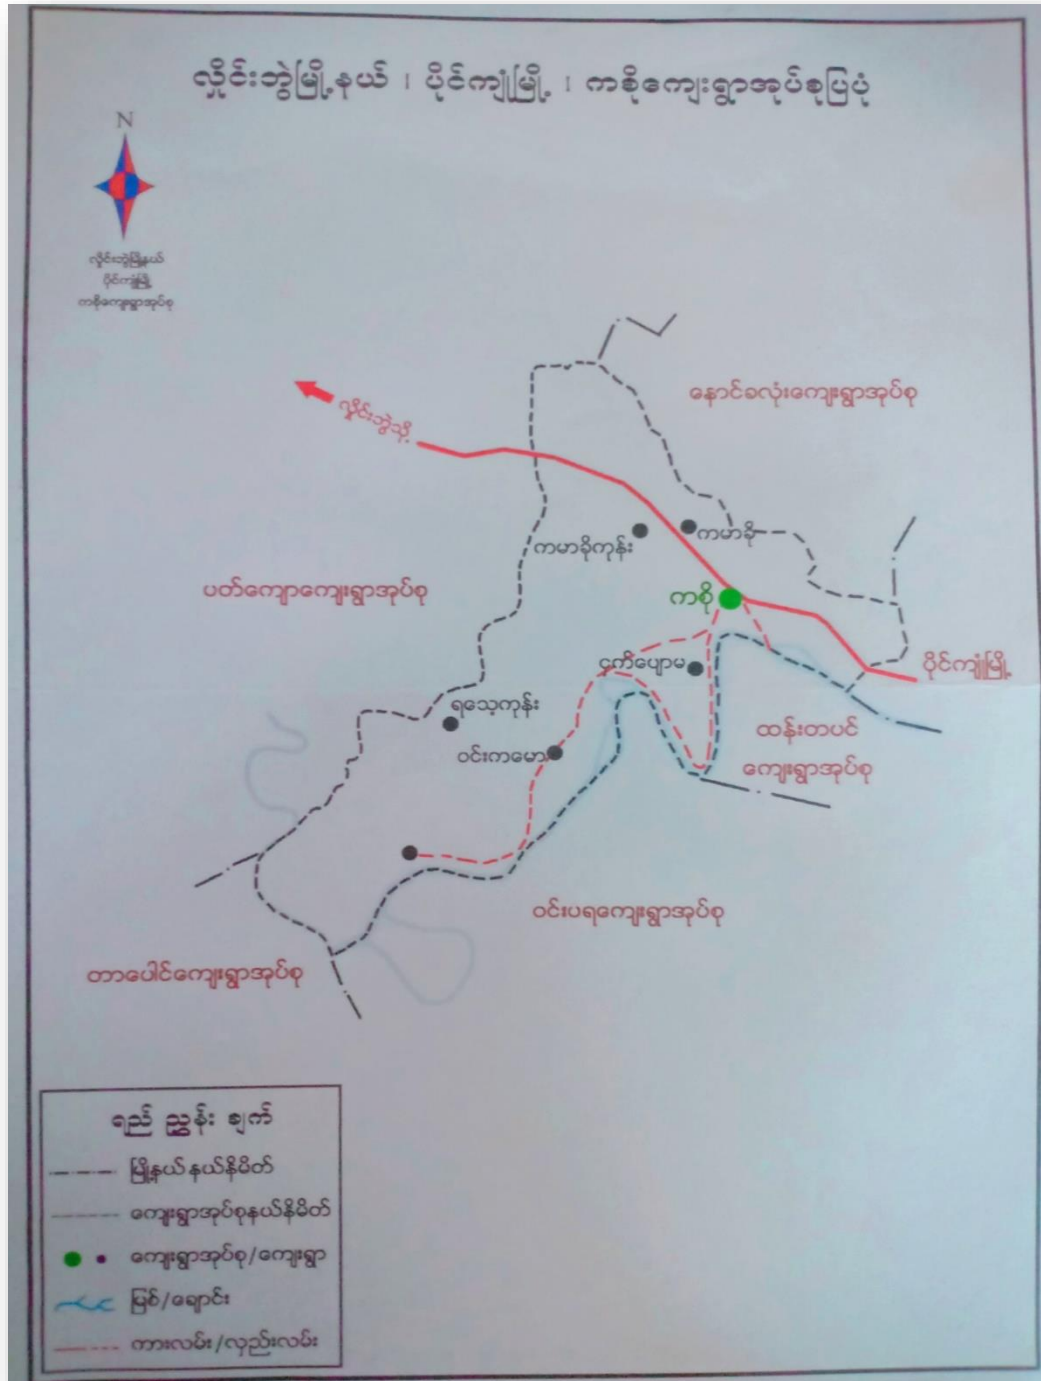 လှိုင်းဘွဲမြို့နယ် ၊ ပိုင်ကျုံမြို့ ၊ ကစိုကျေးရွာအုပ်စုပြပုံ
N
လှိုင်းဘွဲမြို့နယ်
ပိုင်ကျုံမြို့
ကစိုကျေးရွာအုပ်စု
နောင်ခလုံးကျေးရွာအုပ်စု
လှိုင်းဘွဲသို့
ကမာခိုကုန်း
ကမာခို
ပတ်ကျောကျေးရွာအုပ်စု
ကစို
ငှက်ပျောမ
ပိုင်ကျုံမြို့
ရသေ့ကုန်း
ထန်းတပင်
ကျေးရွာအုပ်စု
ဝင်းကမော
ဝင်းပရကျေးရွာအုပ်စု
တာပေါင်ကျေးရွာအုပ်စု
ရည် ညွှန်း ချက်
မြို့နယ်နယ်နိမိတ်
ကျေးရွာအုပ်စုနယ်နိမိတ်
ကျေးရွာအုပ်စု/ကျေးရွာ
မြစ်/ချောင်း
ကားလမ်း/လှည်းလမ်း